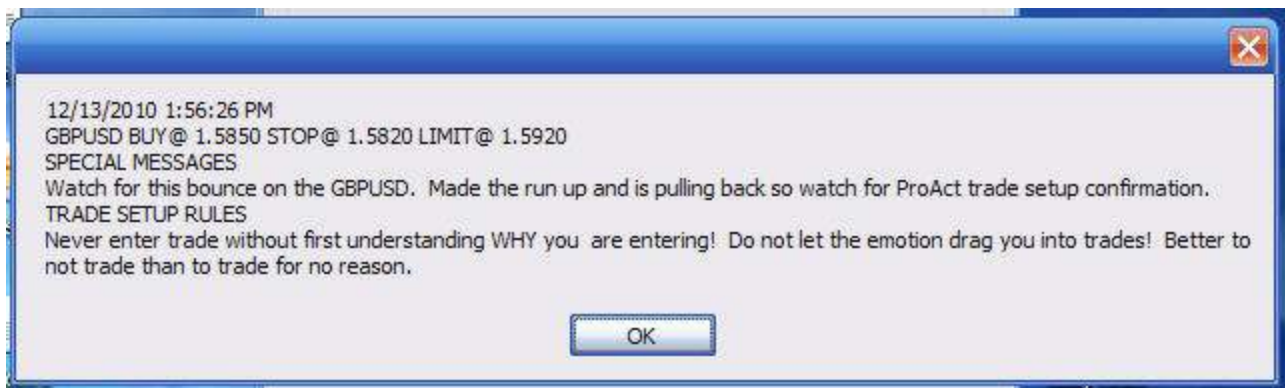 12/13/2010 1:56:26 PM
GBPUSD BUY@ 1.5850 STOP@ 1.5820 LIMIT@ 1.5920
SPECIAL MESSAGES
Watch for this bounce on the GBPUSD.  Made the run up and is pulling back so watch for ProAct trade setup confirmation.
TRADE SETUP RULES
Never enter trade without first understanding WHY you  are entering!  Do not let the emotion drag you into trades!  Better to
not trade than to trade for no reason.
OK